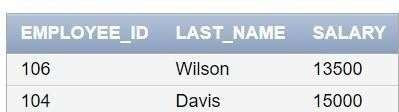 EMPLOYEE_ID LAST_NAME SALARY
106 Wilson 13500
104 Davis 15000